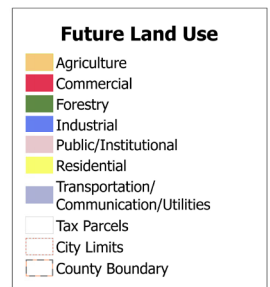 Future Land Use
Agriculture
Commercial
Forestry
Industrial
Public/Institutional
Residential
Transportation/
Communication/Utilities
Tax Parcels
City Limits
County Boundary